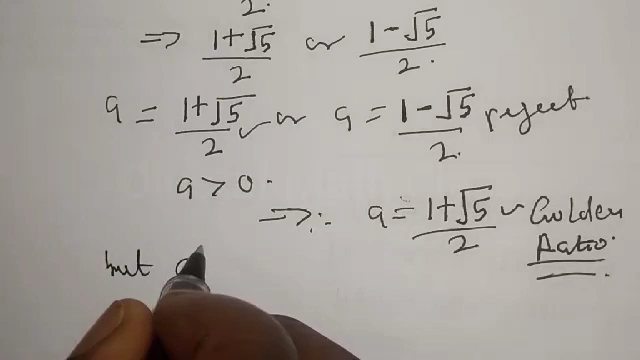 2.
=> 1+√5/2 or 1-√5/2.
a = 1+√5/2 ✓ or a = 1-√5/2. reject
a > 0.
=> ∴ a = 1+√5/2 ✓ Golden Ratio.
but a